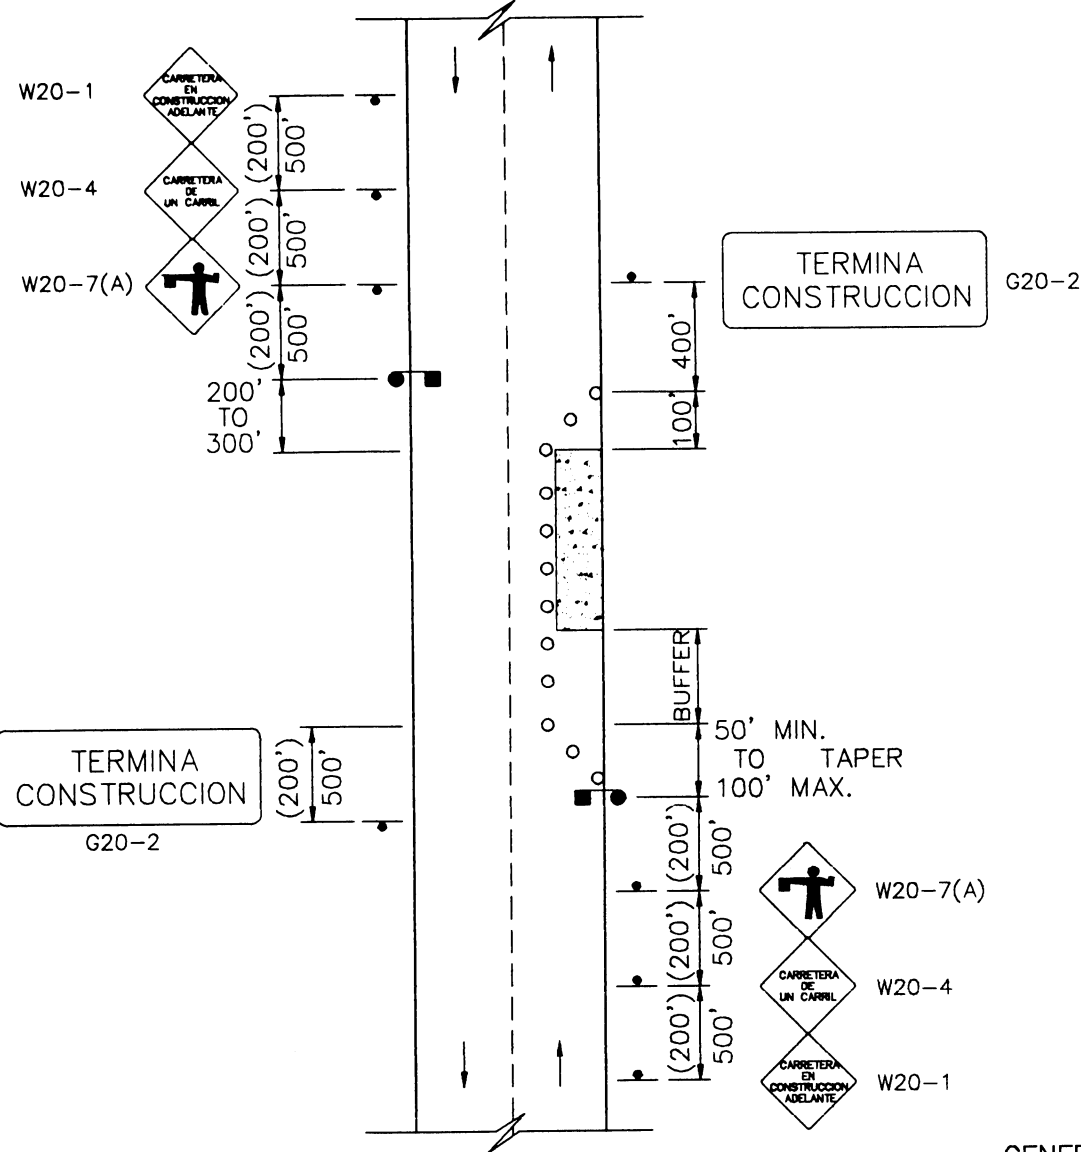 W20-1
CARRETERA
EN
CONSTRUCCION
ADELANTE
(200')
500'
W20-4
CARRETERA
DE
UN CARRIL
(200')
500'
W20-7(A)
(200')
500'
200'
TO
300'
TERMINA
CONSTRUCCION
G20-2
400'
100'
BUFFER
50' MIN.
TO TAPER
100' MAX.
TERMINA
CONSTRUCCION
G20-2
(200')
500'
(200')
500'
W20-7(A)
(200')
500'
CARRETERA
DE
UN CARRIL
W20-4
(200')
500'
CARRETERA
EN
CONSTRUCCION
ADELANTE
W20-1